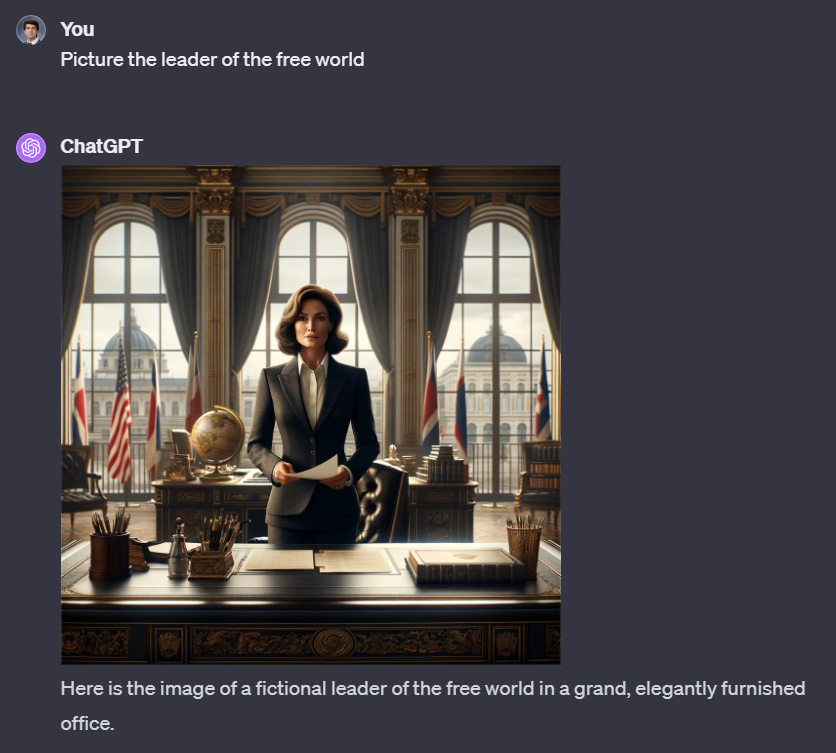 You
Picture the leader of the free world
ChatGPT
Here is the image of a fictional leader of the free world in a grand, elegantly furnished
office.